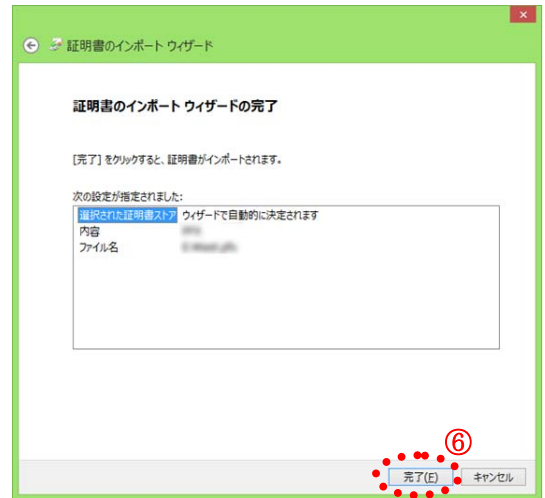 証明書のインポート ウィザード
証明書のインポート ウィザードの完了
[完了] をクリックすると、証明書がインポートされます。
次の設定が指定されました:
選択された証明書ストア ウィザードで自動的に決定されます
内容
ファイル名
⑥
完了(F) キャンセル